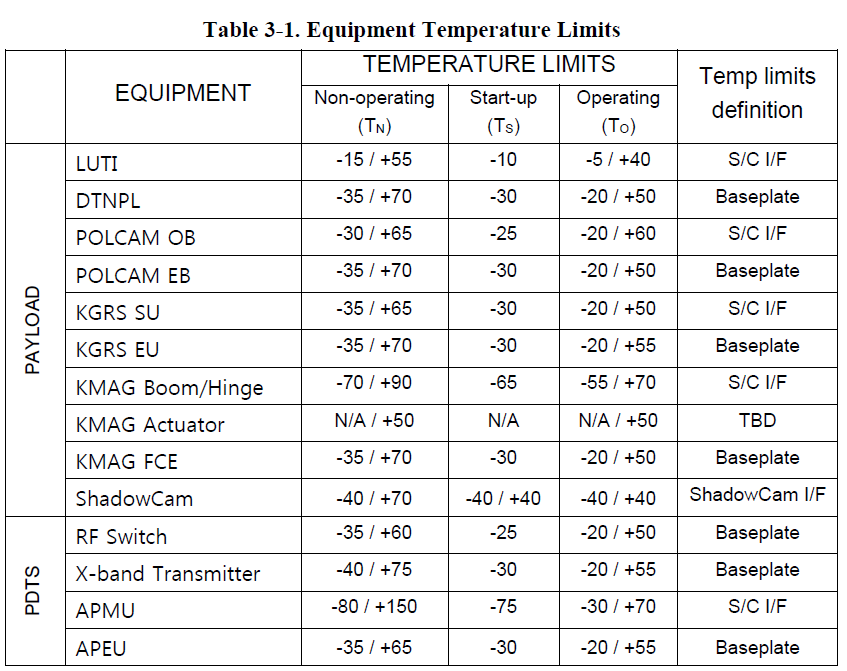 Table 3-1. Equipment Temperature Limits
EQUIPMENT TEMPERATURE LIMITS Temp limits definition
Non-operating (TN) Start-up (TS) Operating (TO)
PAYLOAD
LUTI -15 / +55 -10 -5 / +40 S/C I/F
DTNPL -35 / +70 -30 -20 / +50 Baseplate
POLCAM OB -30 / +65 -25 -20 / +60 S/C I/F
POLCAM EB -35 / +70 -30 -20 / +50 Baseplate
KGRS SU -35 / +65 -30 -20 / +50 S/C I/F
KGRS EU -35 / +70 -30 -20 / +55 Baseplate
KMAG Boom/Hinge -70 / +90 -65 -55 / +70 S/C I/F
KMAG Actuator N/A / +50 N/A N/A / +50 TBD
KMAG FCE -35 / +70 -30 -20 / +50 Baseplate
ShadowCam -40 / +70 -40 / +40 -40 / +40 ShadowCam I/F
PDTS
RF Switch -35 / +60 -25 -20 / +50 Baseplate
X-band Transmitter -40 / +75 -30 -20 / +55 Baseplate
APMU -80 / +150 -75 -30 / +70 S/C I/F
APEU -35 / +65 -30 -20 / +55 Baseplate